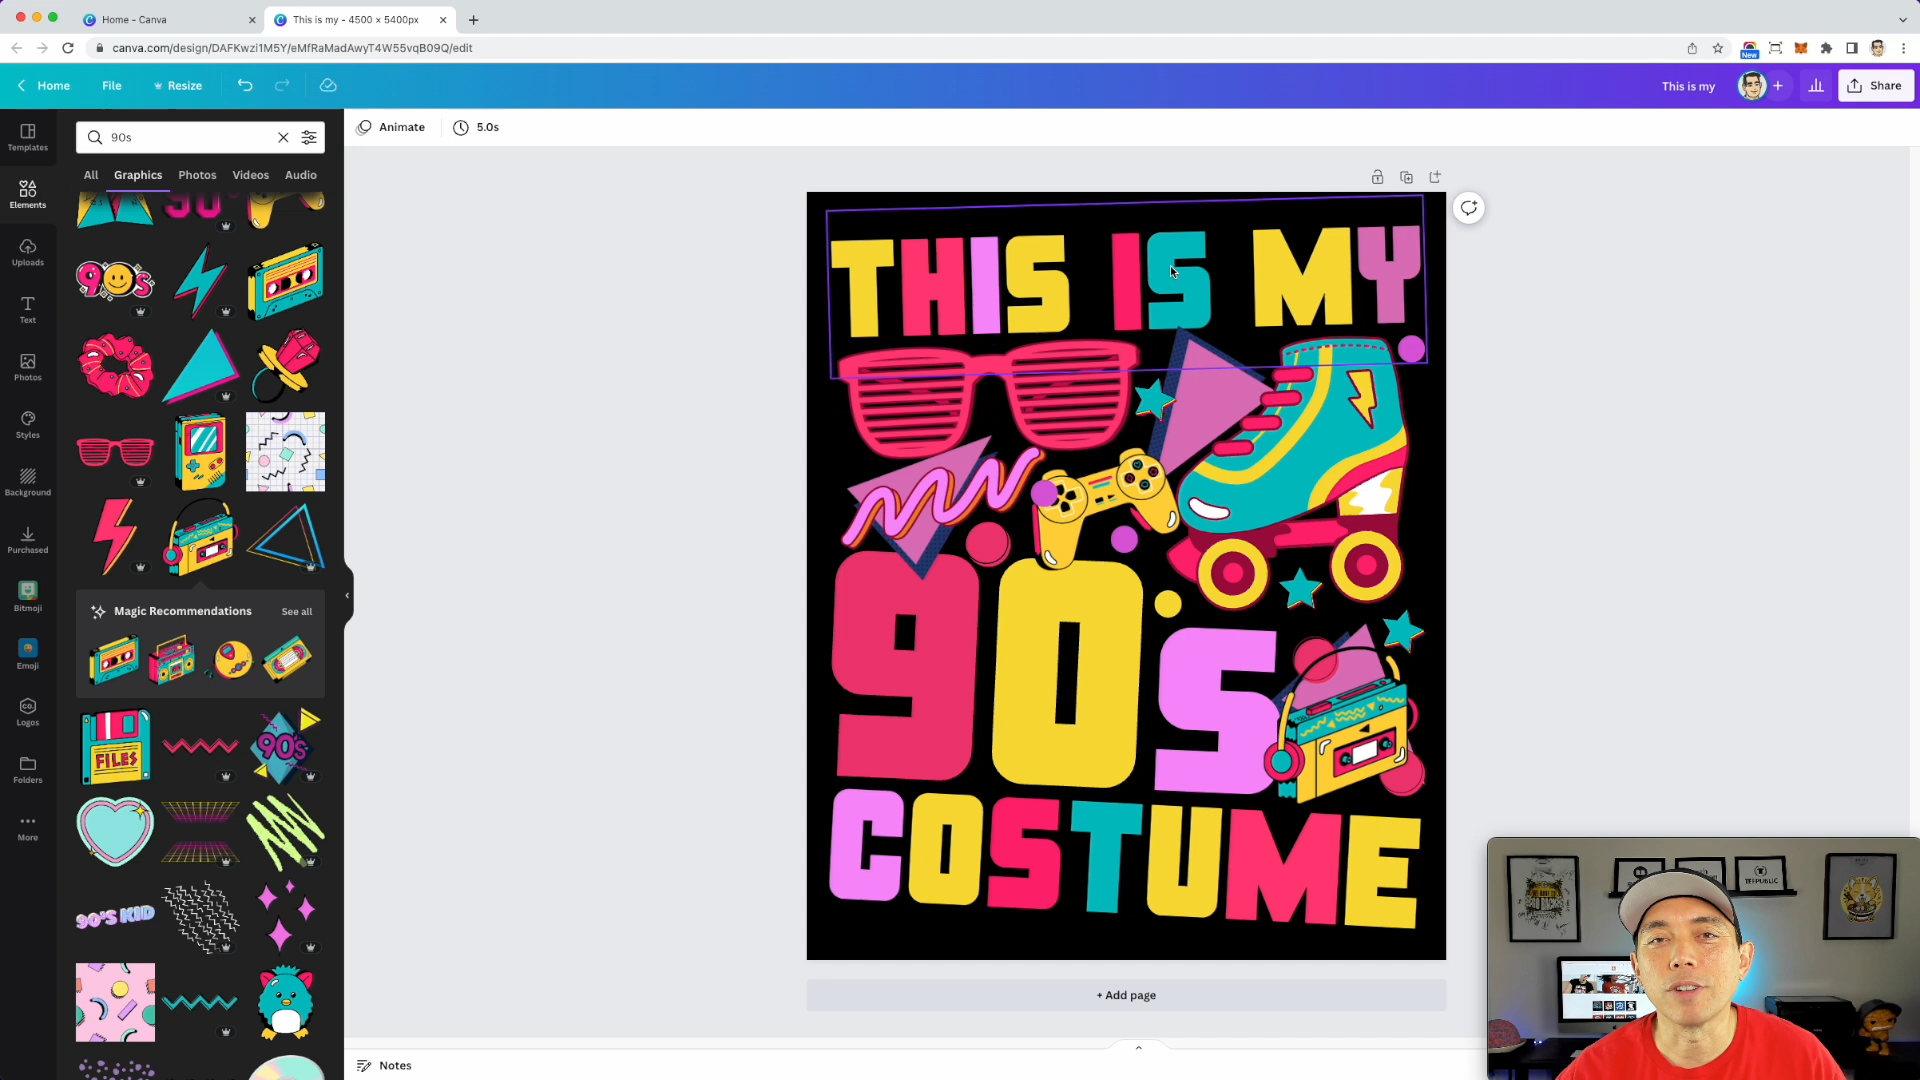 Home - Canva
This is my - 4500 x 5400px
canva.com/design/DAFKwzi1M5Y/eMfRaMadAwyT4W55vqB09Q/edit
New
Home
File
Resize
This is my
Share
Templates
Elements
Uploads
Text
Photos
Styles
Background
Purchased
Bitmoji
Emoji
Logos
Folders
More
90s
All
Graphics
Photos
Videos
Audio
90s
Magic Recommendations
See all
FILES
90's
90'S KID
Animate
5.0s
THIS IS MY
90s
COSTUME
+ Add page
Notes
TEEPUBLIC